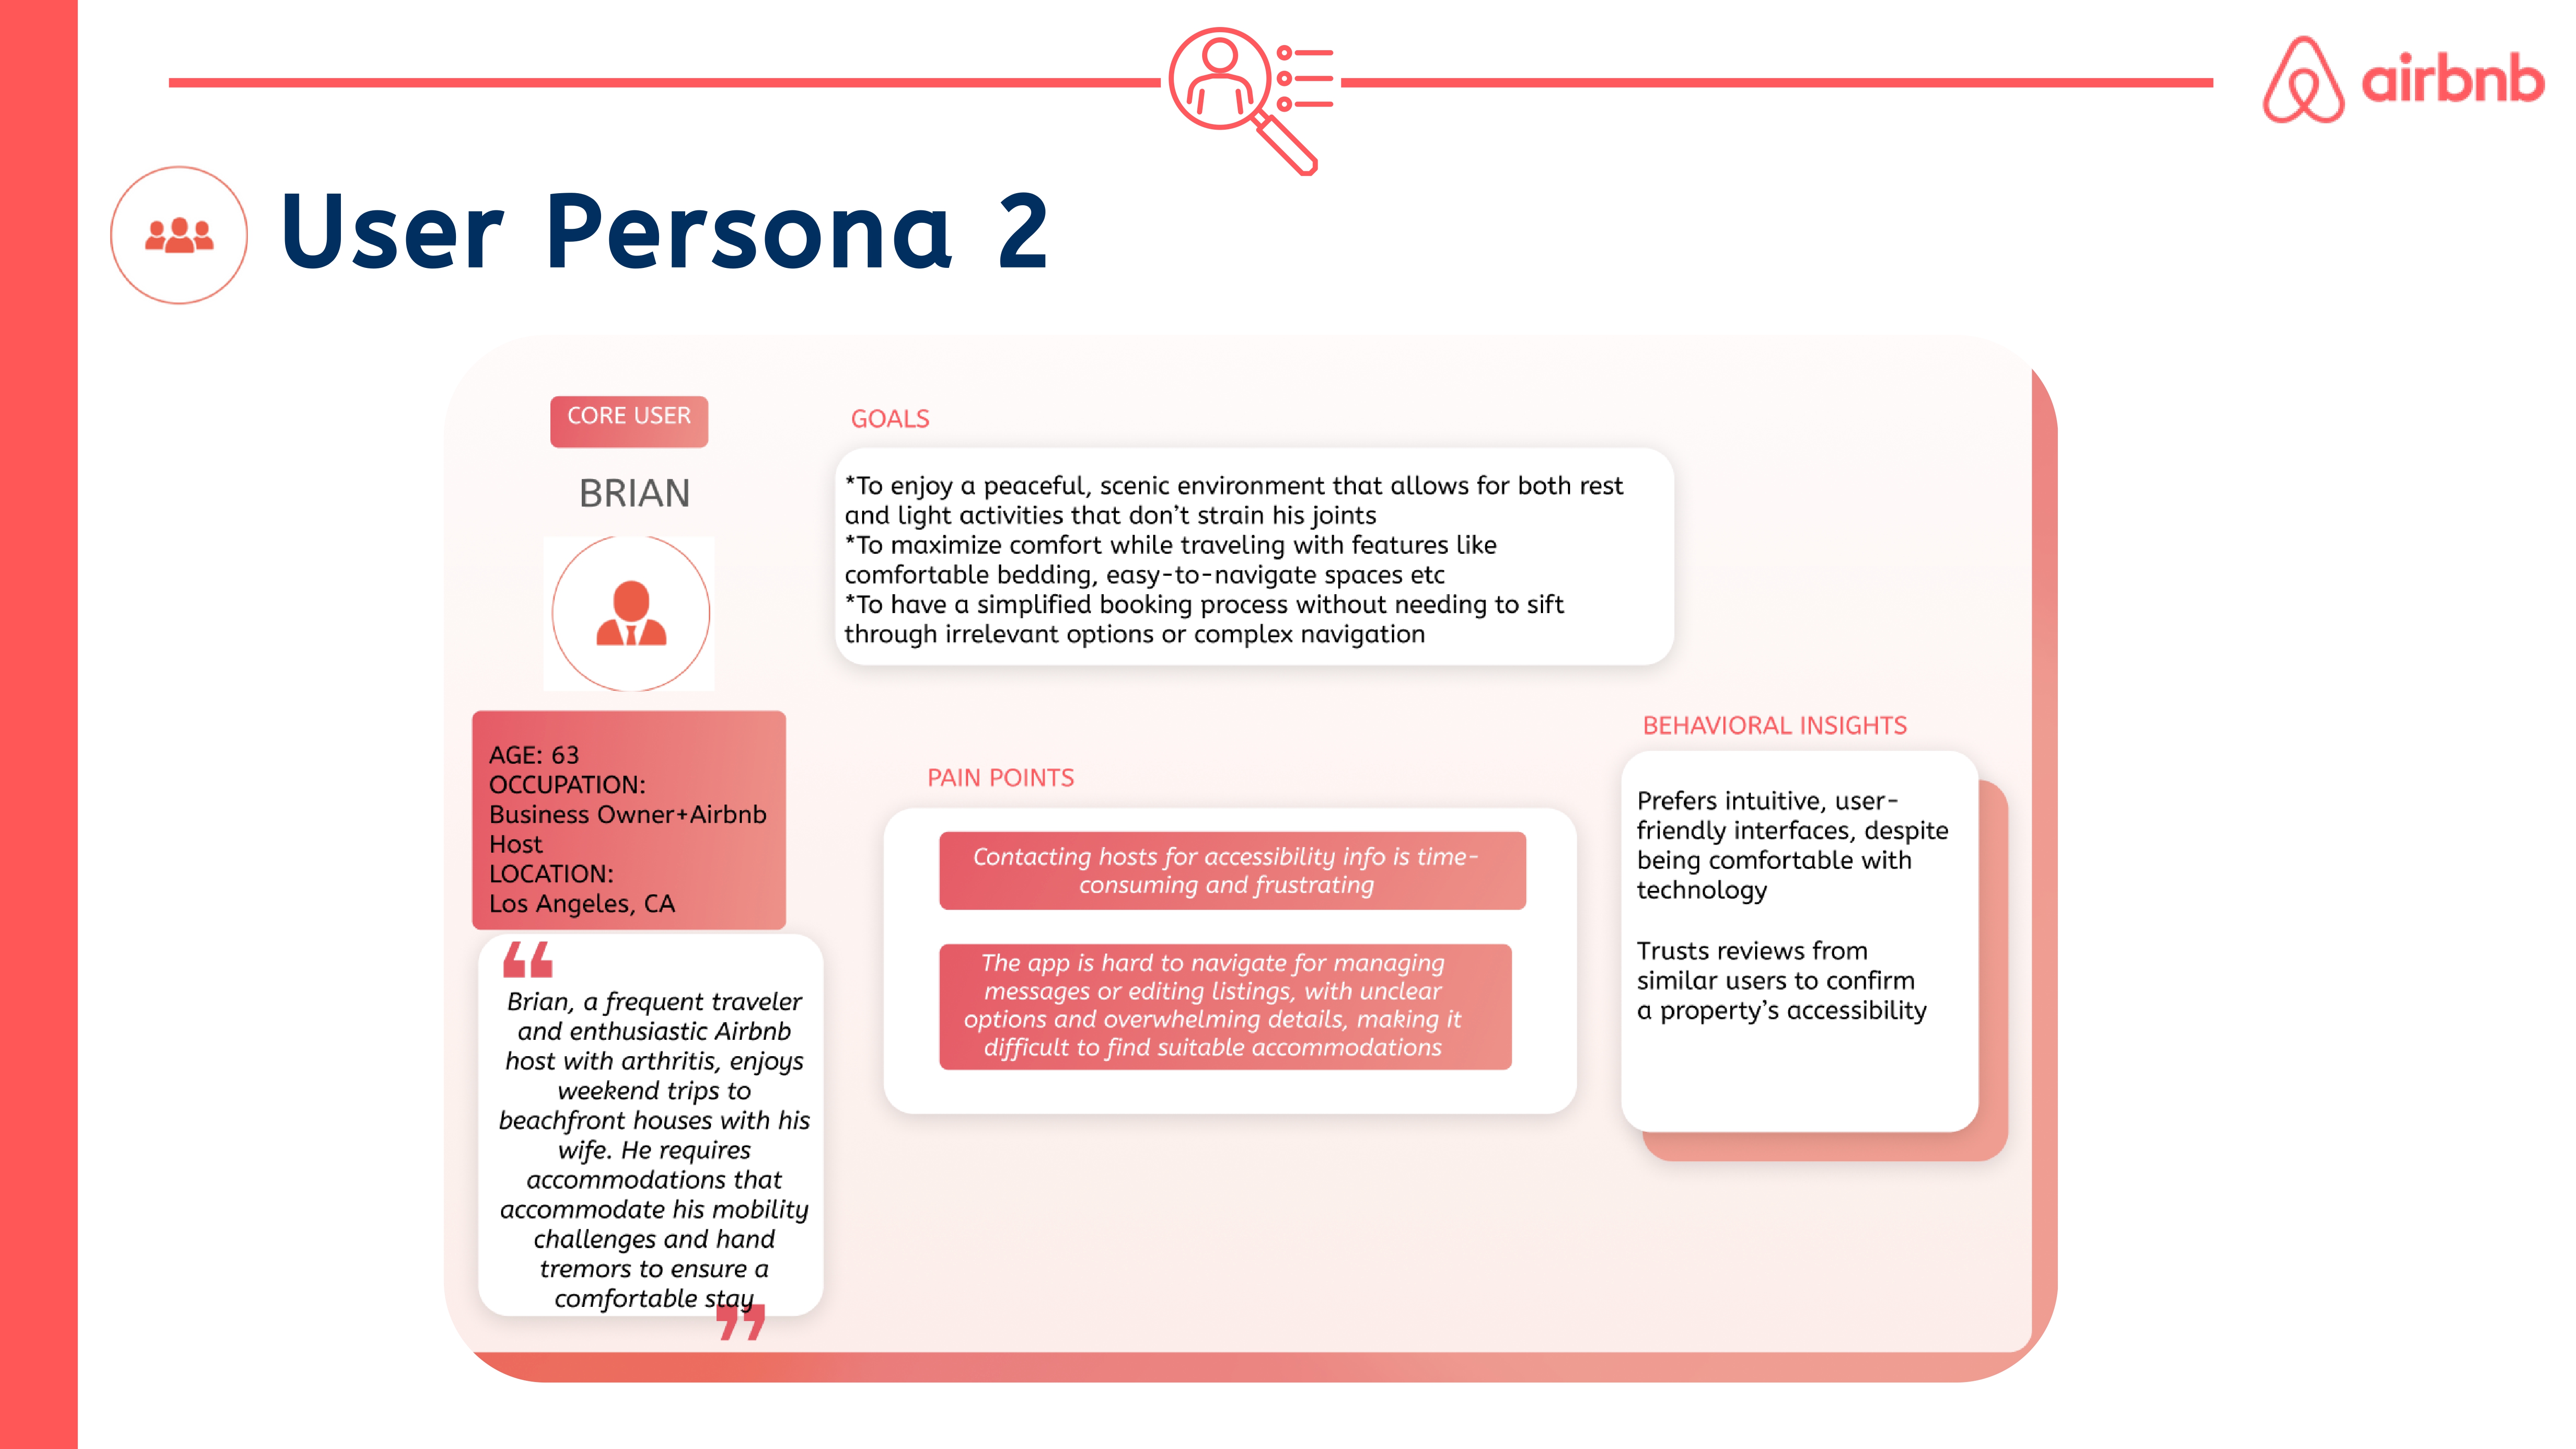 airbnb
User Persona 2
CORE USER
BRIAN
AGE: 63
OCCUPATION:
Business Owner+Airbnb
Host
LOCATION:
Los Angeles, CA
“
Brian, a frequent traveler
and enthusiastic Airbnb
host with arthritis, enjoys
weekend trips to
beachfront houses with his
wife. He requires
accommodations that
accommodate his mobility
challenges and hand
tremors to ensure a
comfortable stay
”
GOALS
*To enjoy a peaceful, scenic environment that allows for both rest
and light activities that don’t strain his joints
*To maximize comfort while traveling with features like
comfortable bedding, easy-to-navigate spaces etc
*To have a simplified booking process without needing to sift
through irrelevant options or complex navigation
PAIN POINTS
Contacting hosts for accessibility info is time-
consuming and frustrating
The app is hard to navigate for managing
messages or editing listings, with unclear
options and overwhelming details, making it
difficult to find suitable accommodations
BEHAVIORAL INSIGHTS
Prefers intuitive, user-
friendly interfaces, despite
being comfortable with
technology
Trusts reviews from
similar users to confirm
a property’s accessibility